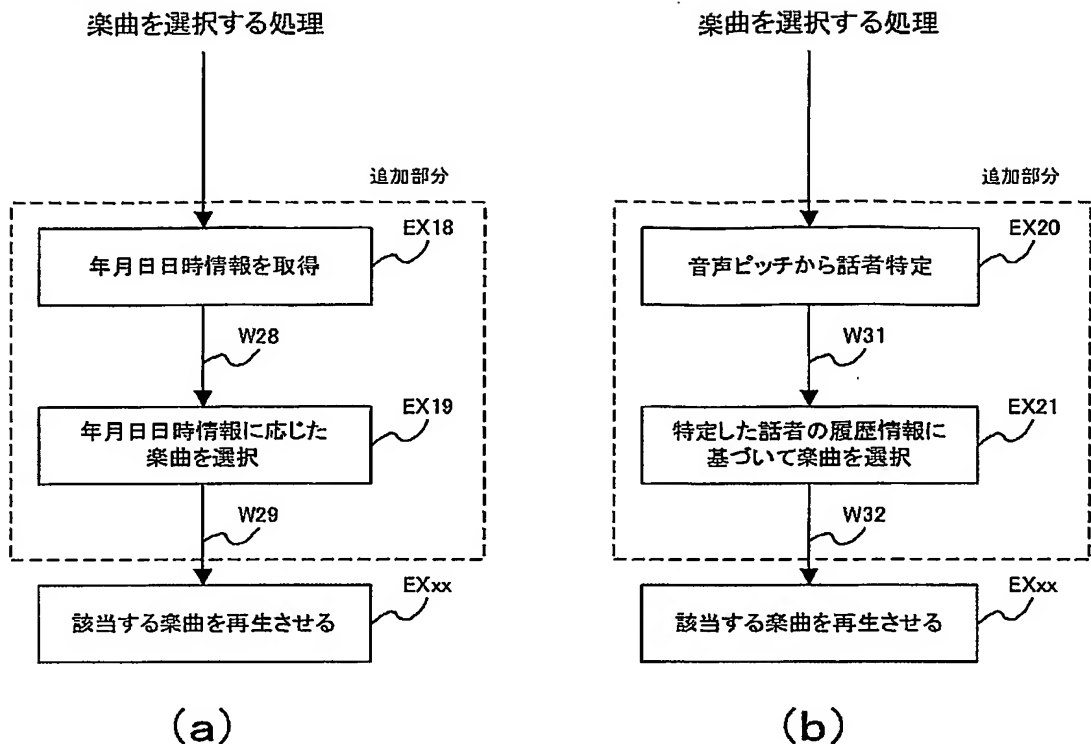 楽曲を選択する処理
追加部分
EX18
年月日日時情報を取得
W28
EX19
年月日日時情報に応じた
楽曲を選択
W29
EXxx
該当する楽曲を再生させる
(a)
楽曲を選択する処理
追加部分
EX20
音声ピッチから話者特定
W31
EX21
特定した話者の履歴情報に
基づいて楽曲を選択
W32
EXxx
該当する楽曲を再生させる
(b)